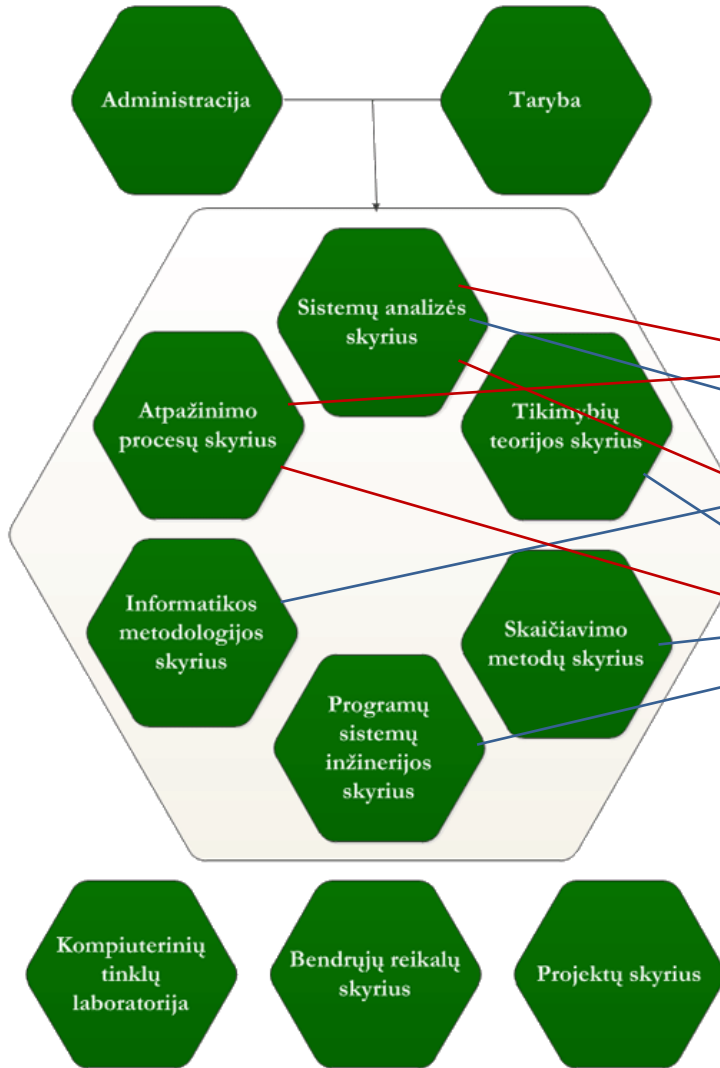 Administracija
Taryba
Sistemų analizės
skyrius
Atpažinimo
procesų skyrius
Tikimybių
teorijos skyrius
Informatikos
metodologijos
skyrius
Skaičiavimo
metodų skyrius
Programų
sistemų
inžinerijos
skyrius
Kompiuterinių
tinklų
laboratorija
Bendrųjų reikalų
skyrius
Projektų skyrius